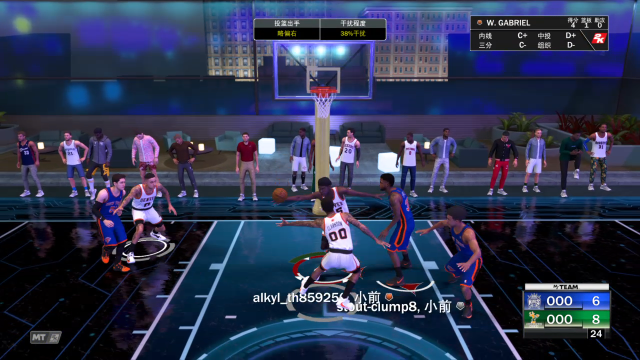 投篮出手 干扰程度
略偏右 38%干扰
W. GABRIEL 得分 篮板 助攻
4 1 0
内线 C+ 中投 D+
三分 C- 组织 D-
2K
00
alkyl_th85925 小前
stout-clump8, 小前
MT
TEAM
000 6
000 8
24